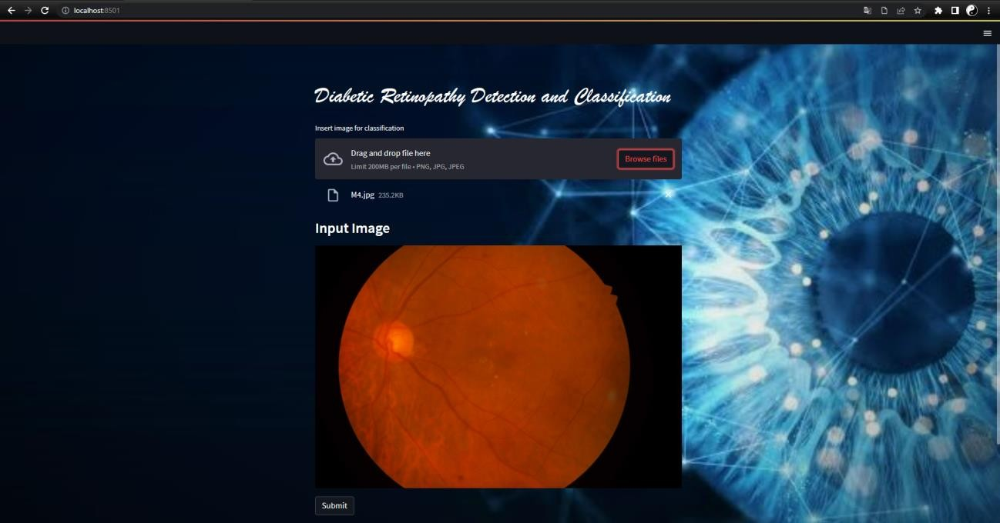 localhost:8501
Diabetic Retinopathy Detection and Classification
Insert image for classification
Drag and drop file here
Limit 200MB per file • PNG, JPG, JPEG
Browse files
M4.jpg 235.2KB
Input Image
Submit